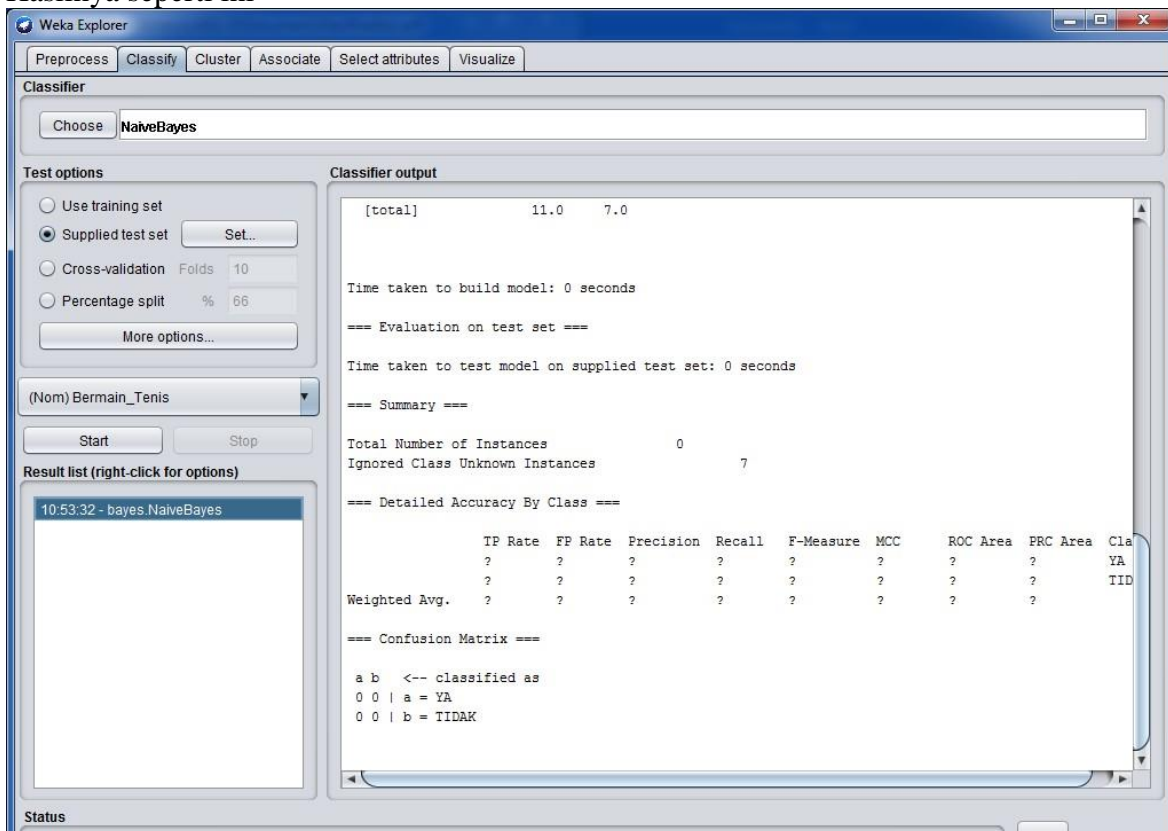 Hasilnya seperti ini
Weka Explorer
Preprocess Classify Cluster Associate Select attributes Visualize
Classifier
Choose NaiveBayes
Test options
Use training set
Supplied test set Set...
Cross-validation Folds 10
Percentage split % 66
More options...
(Nom) Bermain_Tenis
Start Stop
Result list (right-click for options)
10:53:32 - bayes.NaiveBayes
Classifier output
[total] 11.0 7.0
Time taken to build model: 0 seconds
=== Evaluation on test set ===
Time taken to test model on supplied test set: 0 seconds
=== Summary ===
Total Number of Instances 0
Ignored Class Unknown Instances 7
=== Detailed Accuracy By Class ===
TP Rate FP Rate Precision Recall F-Measure MCC ROC Area PRC Area Cla
? ? ? ? ? ? ? ? YA
? ? ? ? ? ? ? ? TID
Weighted Avg. ? ? ? ? ? ? ? ?
=== Confusion Matrix ===
a b <-- classified as
0 0 | a = YA
0 0 | b = TIDAK
Status